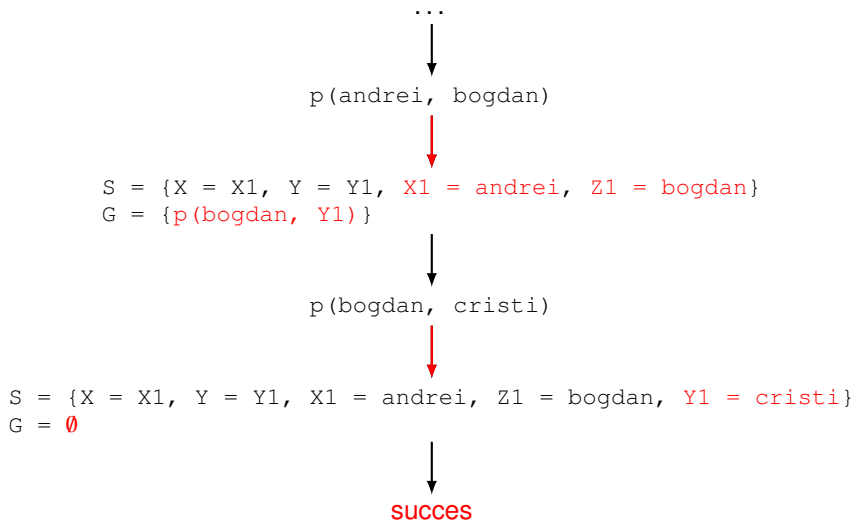 ...
p(andrei, bogdan)
S = {X = X1, Y = Y1, X1 = andrei, Z1 = bogdan}
G = {p(bogdan, Y1)}
p(bogdan, cristi)
S = {X = X1, Y = Y1, X1 = andrei, Z1 = bogdan, Y1 = cristi}
G = ∅
succes